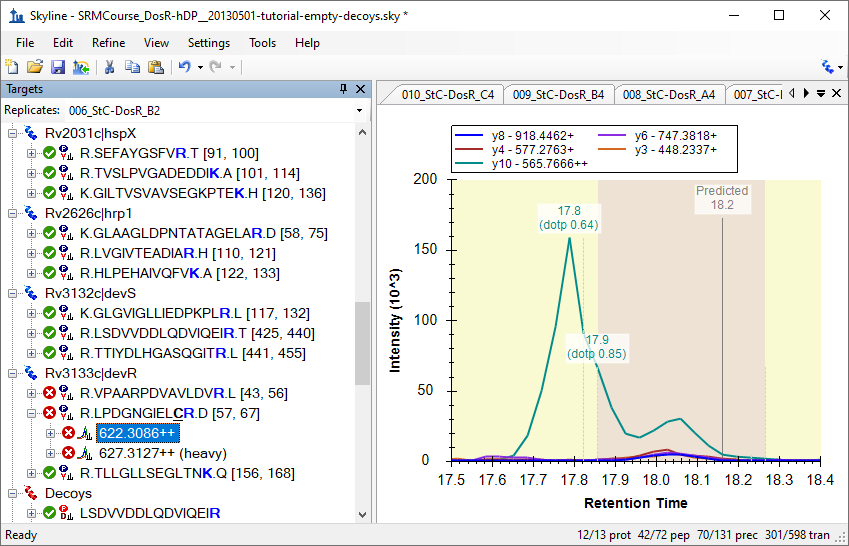 Skyline - SRMCourse_DosR-hDP__20130501-tutorial-empty-decoys.sky *
File Edit Refine View Settings Tools Help
Targets
Replicates: 006_StC-DosR_B2
Rv2031c|hspX
R.SEFAYGSFVR.T [91, 100]
R.TVSLPVGADEDDIK.A [101, 114]
K.GILTVSVAVSEGKPTEK.H [120, 136]
Rv2626c|hrp1
K.GLAAGLDPNTATAGELAR.D [58, 75]
R.LVGIVTEADIAR.H [110, 121]
R.HLPEHAIVQFVK.A [122, 133]
Rv3132c|devS
K.GLGVIGLLIEDPKPLR.L [117, 132]
R.LSDVVDDLQDVIQEIR.T [425, 440]
R.TTIYDLHGASQGITR.L [441, 455]
Rv3133c|devR
R.VPAARPDVAVLDVR.L [43, 56]
R.LPDGNGIELCR.D [57, 67]
622.3086++
627.3127++ (heavy)
R.TLLGLLSEGLTNK.Q [156, 168]
Decoys
LSDVVDDLQDVIQEIR
010_StC-DosR_C4 009_StC-DosR_B4 008_StC-DosR_A4 007_StC-
y8 - 918.4462+ y6 - 747.3818+
y4 - 577.2763+ y3 - 448.2337+
y10 - 565.7666++
200
150
100
50
0
Intensity (10^3)
17.8
(dotp 0.64)
17.9
(dotp 0.85)
Predicted
18.2
17.5 17.6 17.7 17.8 17.9 18.0 18.1 18.2 18.3 18.4
Retention Time
Ready
12/13 prot 42/72 pep 70/131 prec 301/598 tran